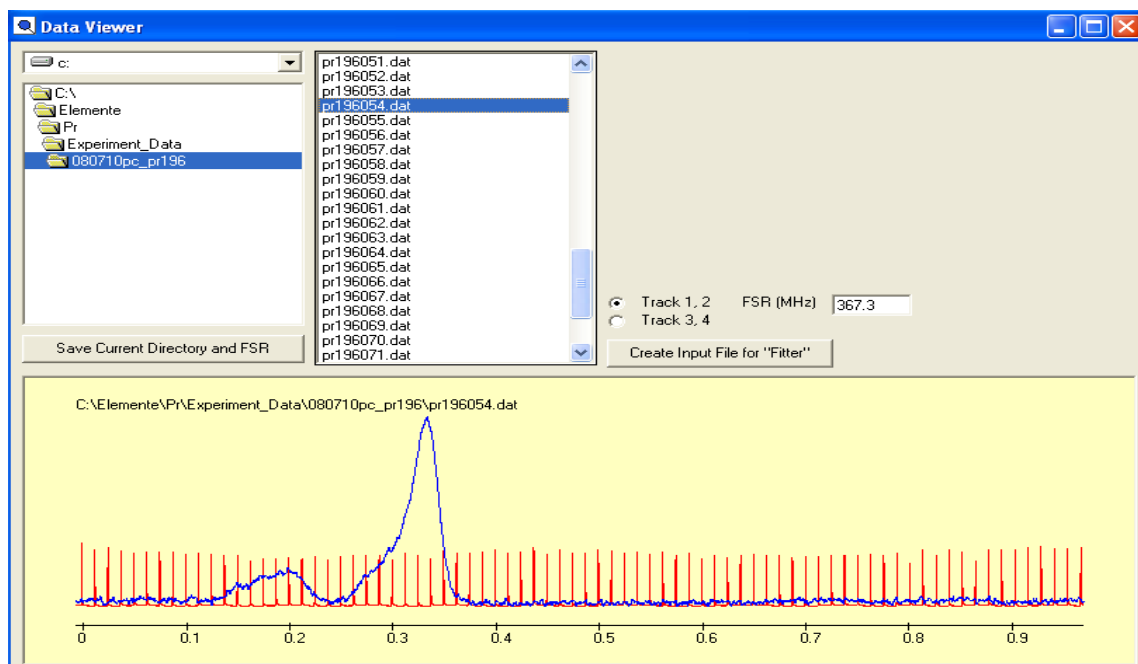 Data Viewer
c:
C:\
Elemente
Pr
Experiment_Data
080710pc_pr196
Save Current Directory and FSR
pr196051.dat
pr196052.dat
pr196053.dat
pr196054.dat
pr196055.dat
pr196056.dat
pr196057.dat
pr196058.dat
pr196059.dat
pr196060.dat
pr196061.dat
pr196062.dat
pr196063.dat
pr196064.dat
pr196065.dat
pr196066.dat
pr196067.dat
pr196068.dat
pr196069.dat
pr196070.dat
pr196071.dat
Track 1, 2 FSR (MHz) 367.3
Track 3, 4
Create Input File for "Fitter"
C:\Elemente\Pr\Experiment_Data\080710pc_pr196\pr196054.dat
0 0.1 0.2 0.3 0.4 0.5 0.6 0.7 0.8 0.9